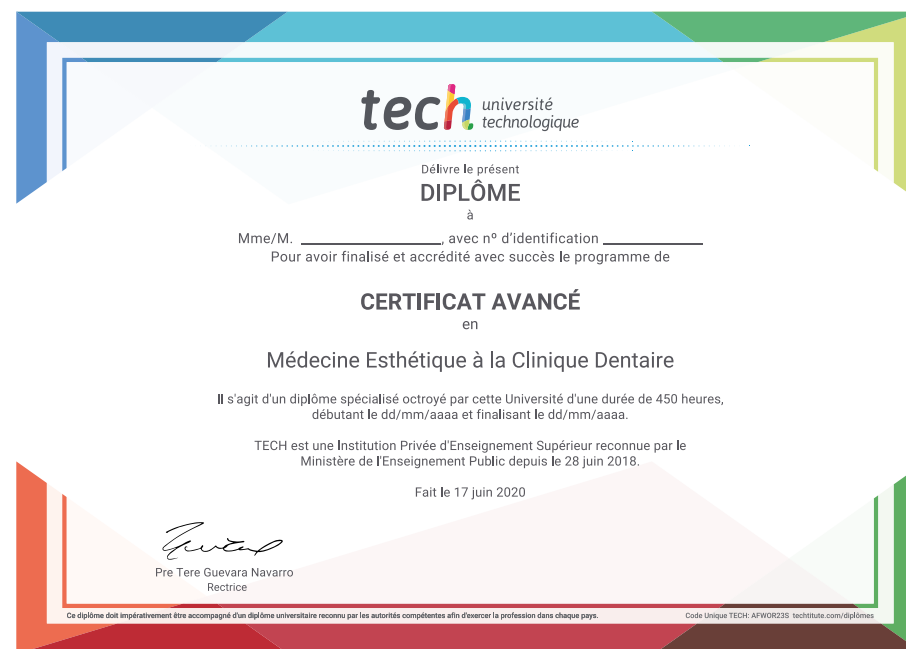 tech université
technologique
Délivre le présent
DIPLÔME
à
Mme/M. ____________________, avec nº d'identification ______________
Pour avoir finalisé et accrédité avec succès le programme de
CERTIFICAT AVANCÉ
en
Médecine Esthétique à la Clinique Dentaire
Il s'agit d'un diplôme spécialisé octroyé par cette Université d'une durée de 450 heures,
débutant le dd/mm/aaaa et finalisant le dd/mm/aaaa.
TECH est une Institution Privée d'Enseignement Supérieur reconnue par le
Ministère de l'Enseignement Public depuis le 28 juin 2018.
Fait le 17 juin 2020
Pre Tere Guevara Navarro
Rectrice
Ce diplôme doit impérativement être accompagné d'un diplôme universitaire reconnu par les autorités compétentes afin d'exercer la profession dans chaque pays.
Code Unique TECH: AFWOR23S techtitute.com/diplômes